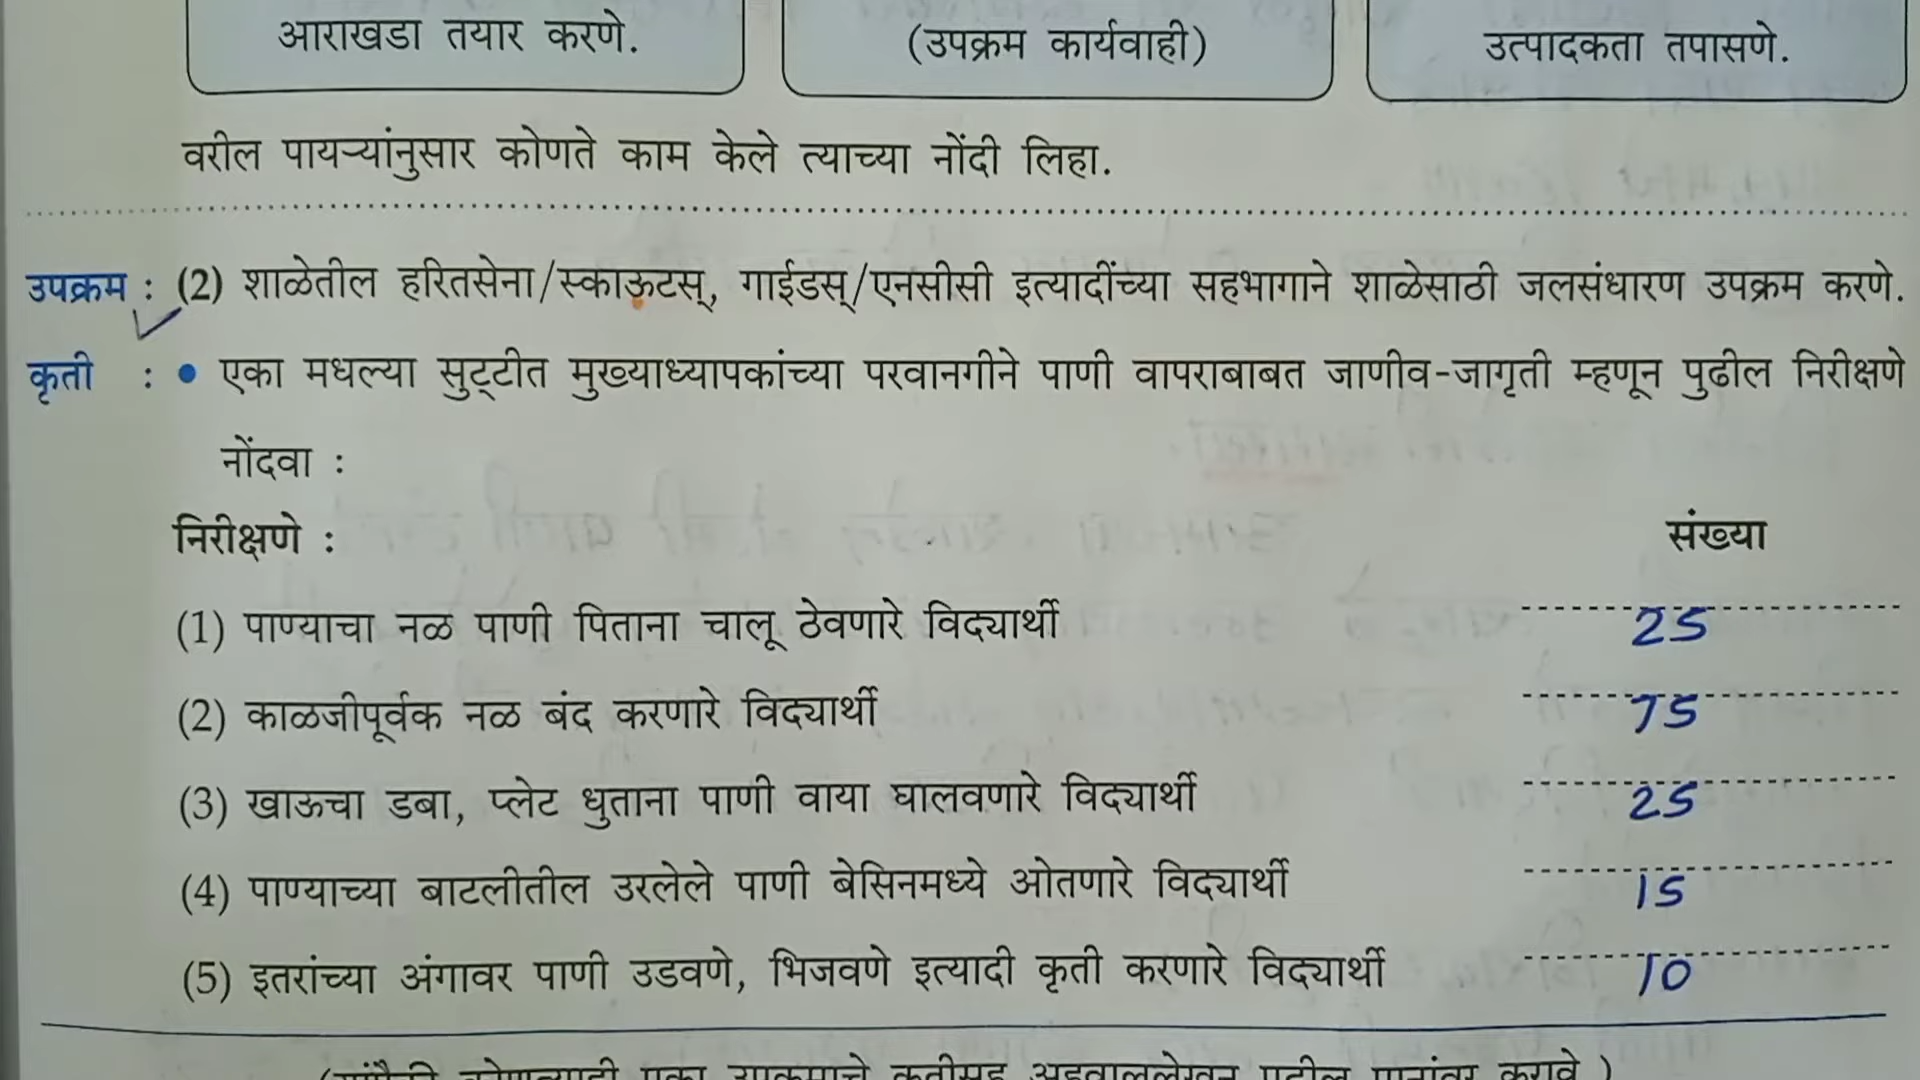 आराखडा तयार करणे.
(उपक्रम कार्यवाही)
उत्पादकता तपासणे.
वरील पायऱ्यांनुसार कोणते काम केले त्याच्या नोंदी लिहा.
उपक्रम : (2) शाळेतील हरितसेना/स्काऊटस्, गाईडस्/एनसीसी इत्यादींच्या सहभागाने शाळेसाठी जलसंधारण उपक्रम करणे.
कृती : • एका मधल्या सुट्टीत मुख्याध्यापकांच्या परवानगीने पाणी वापराबाबत जाणीव-जागृती म्हणून पुढील निरीक्षणे
नोंदवा :
निरीक्षणे : संख्या
(1) पाण्याचा नळ पाणी पिताना चालू ठेवणारे विद्यार्थी 25
(2) काळजीपूर्वक नळ बंद करणारे विद्यार्थी 75
(3) खाऊचा डबा, प्लेट धुताना पाणी वाया घालवणारे विद्यार्थी 25
(4) पाण्याच्या बाटलीतील उरलेले पाणी बेसिनमध्ये ओतणारे विद्यार्थी 15
(5) इतरांच्या अंगावर पाणी उडवणे, भिजवणे इत्यादी कृती करणारे विद्यार्थी 10